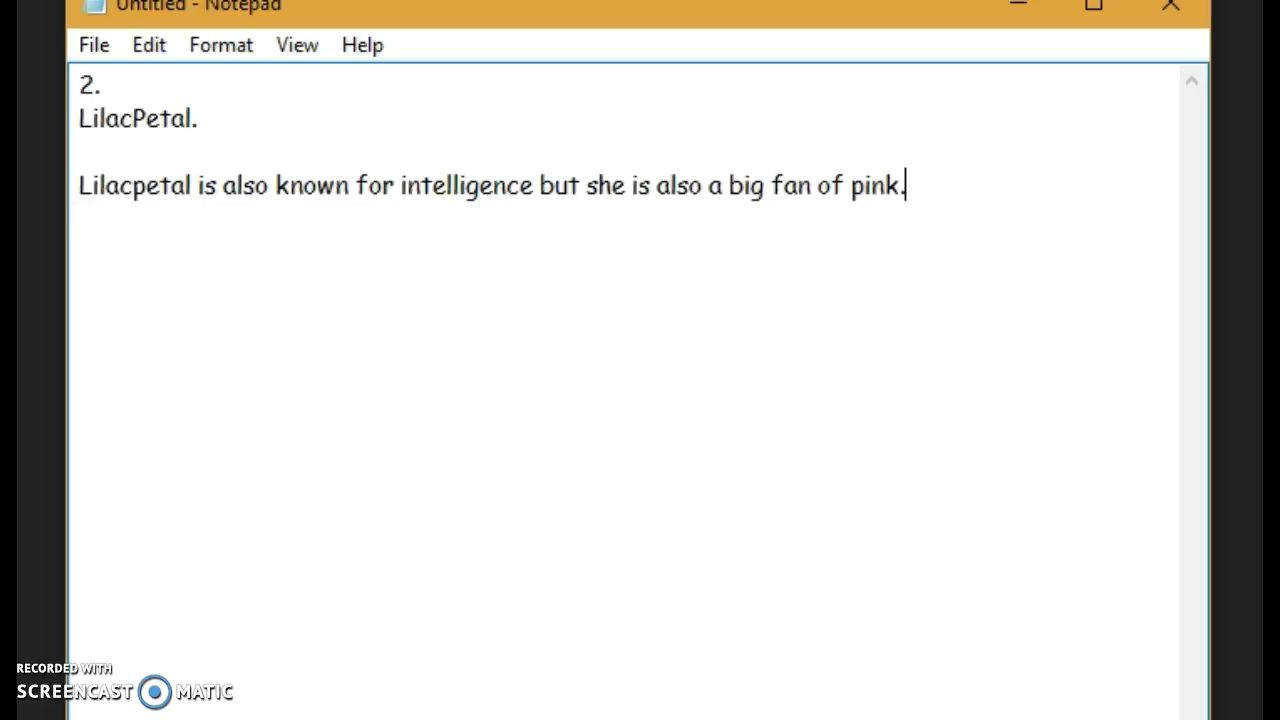 Untitled - Notepad
File Edit Format View Help
2.
LilacPetal.
Lilacpetal is also known for intelligence but she is also a big fan of pink.
RECORDED WITH
SCREENCAST MATIC